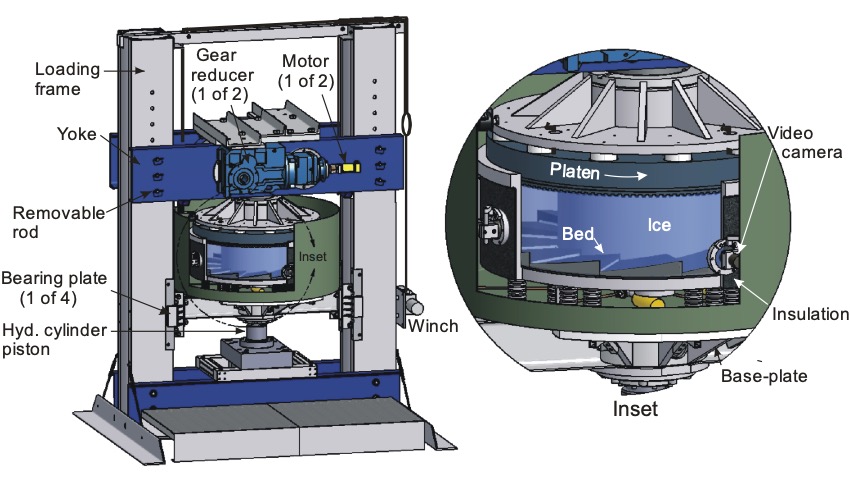 Loading
frame
Gear
reducer
(1 of 2)
Motor
(1 of 2)
Yoke
Removable
rod
Bearing plate
(1 of 4)
Hyd. cylinder
piston
Inset
Winch
Video
camera
Platen
Ice
Bed
Insulation
Base-plate
Inset